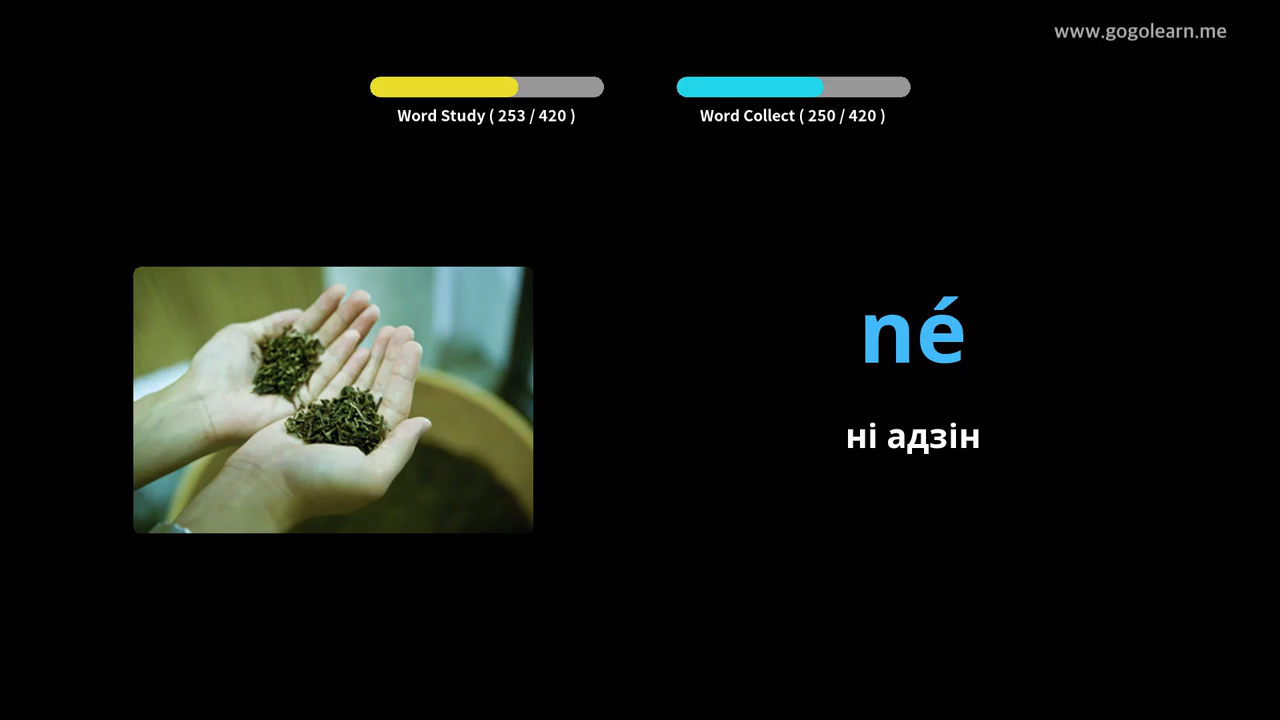 www.gogolearn.me
Word Study ( 253 / 420 )
Word Collect ( 250 / 420 )
né
ні адзін